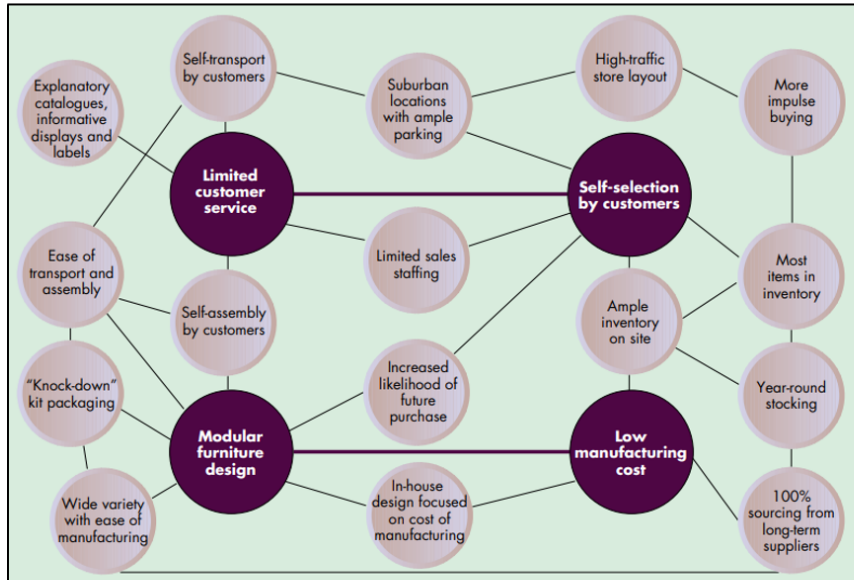 Self-transport
by customers
High-traffic
store layout
Explanatory
catalogues,
informative
displays and
labels
Suburban
locations
with ample
parking
More
impulse
buying
Limited
customer
service
Self-selection
by customers
Ease of
transport and
assembly
Limited sales
staffing
Most
items in
inventory
Self-assembly
by customers
Ample
inventory
on site
"Knock-down"
kit packaging
Increased
likelihood of
future
purchase
Year-round
stocking
Modular
furniture
design
Low
manufacturing
cost
Wide variety
with ease of
manufacturing
In-house
design focused
on cost of
manufacturing
100%
sourcing from
long-term
suppliers